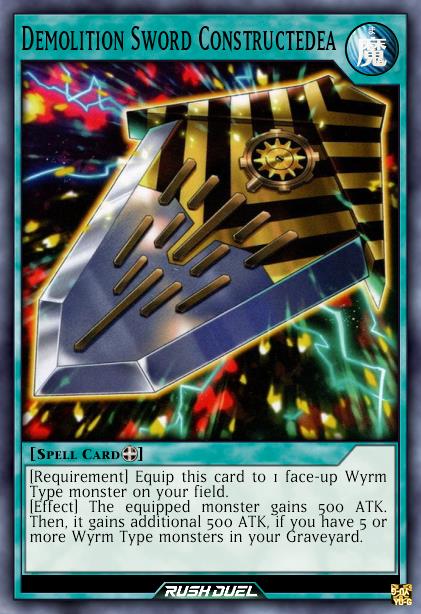 DEMOLITION SWORD CONSTRUCTEDEA
ま
魔
[SPELL CARD]
[Requirement] Equip this card to 1 face-up Wyrm
Type monster on your field.
[Effect] The equipped monster gains 500 ATK.
Then, it gains additional 500 ATK, if you have 5 or
more Wyrm Type monsters in your Graveyard.
RUSH DUEL